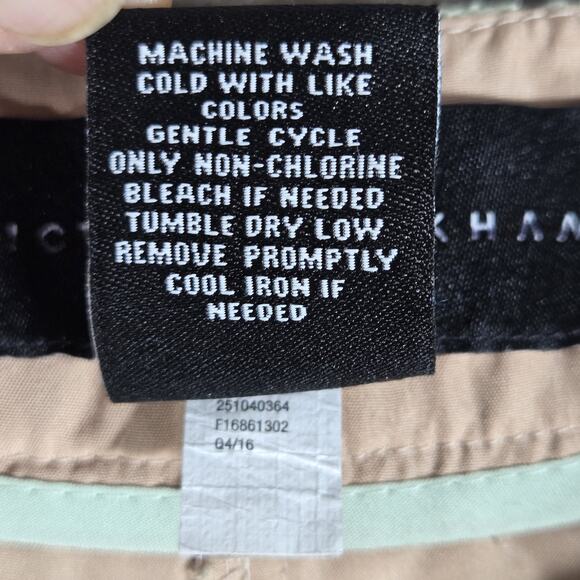 MACHINE WASH
COLD WITH LIKE
COLORS
GENTLE CYCLE
ONLY NON-CHLORINE
BLEACH IF NEEDED
TUMBLE DRY LOW
REMOVE PROMPTLY
COOL IRON IF
NEEDED
251040364
F16861302
04/16